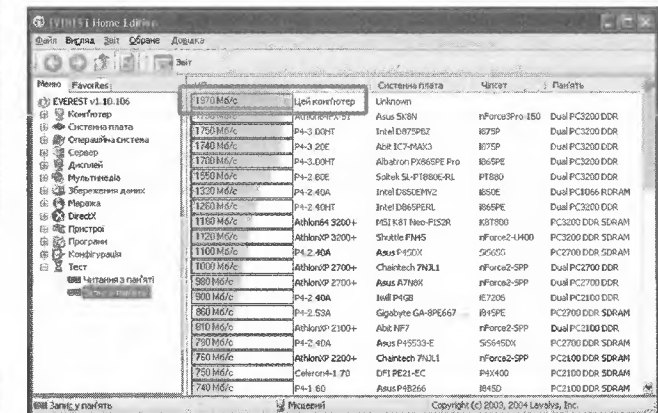 EVEREST Home Edition
Файл Вигляд Звіт Обране Довідка
Звіт
Меню Favorites
EVEREST v1.10.106
Комп'ютер
Системна плата
Операційна система
Сервер
Дисплей
Мультимедіа
Збереження даних
Мережа
DirectX
Пристрої
Програми
Конфігурація
Тест
Читання з пам'яті
Системна плата Чіпсет Пам'ять
1970 Мб/с Цей комп'ютер Unknown
Asus SK8N nForce3Pro-150 Dual PC3200 DDR
1750 Мб/с P4-3.00HT Intel D875PBZ i875P Dual PC3200 DDR
1740 Мб/с P4-3.20E Abit IC7-MAX3 i875P Dual PC3200 DDR
1700 Мб/с P4-3.00HT Albatron PX865PE Pro i865PE Dual PC3200 DDR
1550 Мб/с P4-2.80E Soltek SL-PT880E-RL PT880 Dual PC3200 DDR
1330 Мб/с P4-2.40A Intel D850EMV2 i850E Dual PC1066 RDRAM
1260 Мб/с P4-2.40HT Intel D865PERL i865PE Dual PC3200 DDR
1160 Мб/с Athlon64 3200+ MSI K8T Neo-FIS2R K8T800 PC3200 DDR SDRAM
1120 Мб/с AthlonXP 3200+ Shuttle FN45 nForce2-U400 PC3200 DDR SDRAM
1100 Мб/с P4-2.40A Asus P4SDX SiS655 Dual PC2700 DDR
1000 Мб/с AthlonXP 2700+ Chaintech 7NJL1 nForce2-SPP Dual PC2700 DDR
980 Мб/с AthlonXP 2700+ Asus A7N8X nForce2-SPP Dual PC2700 DDR
900 Мб/с P4-2.40A Iwill P4GB iE7205 Dual PC2100 DDR
860 Мб/с P4-2.53A Gigabyte GA-8PE667 i845PE PC2700 DDR SDRAM
810 Мб/с AthlonXP 2100+ Abit NF7 nForce2-SPP Dual PC2100 DDR
790 Мб/с P4-2.40A Asus P4S533-E SiS645DX PC2700 DDR SDRAM
760 Мб/с AthlonXP 2200+ Chaintech 7NJL1 nForce2-SPP PC2100 DDR SDRAM
750 Мб/с Celeron4-1.70 DFI PE21-EC P4X400 PC2100 DDR SDRAM
740 Мб/с P4-1.60 Asus P4B266 i845D PC2100 DDR SDRAM
Запис у пам'ять Місцевий Copyright (c) 2003, 2004 Lavalys, Inc.